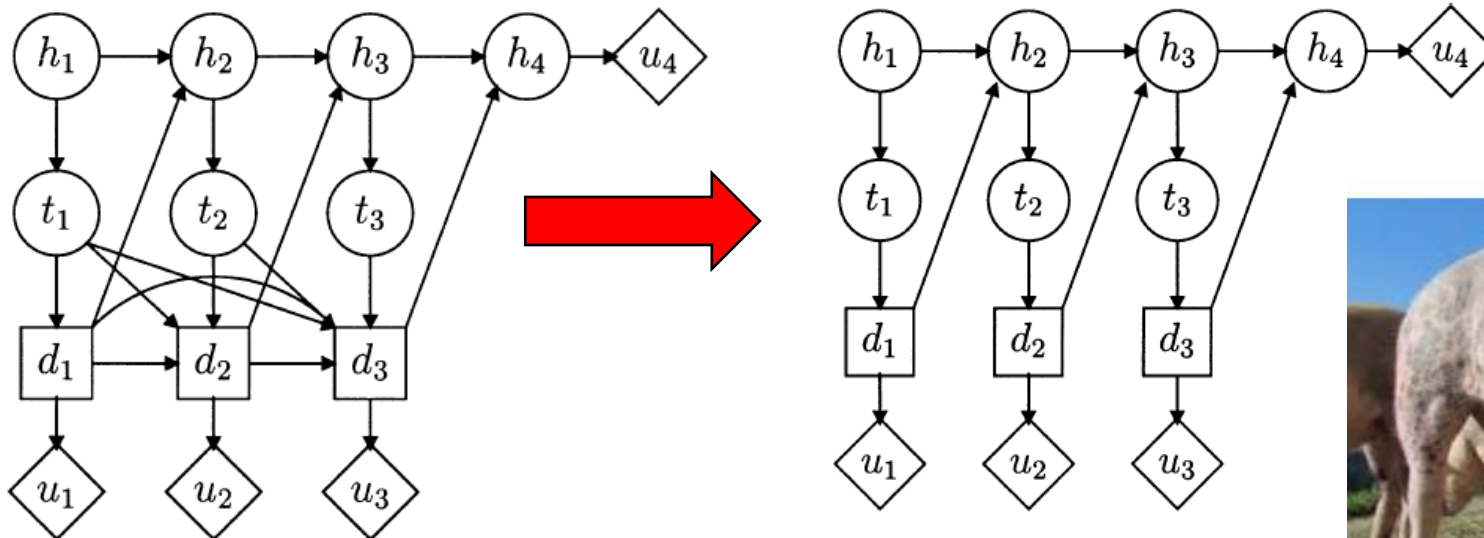 h₁ h₂ h₃ h₄ u₄
t₁ t₂ t₃
d₁ d₂ d₃
u₁ u₂ u₃
h₁ h₂ h₃ h₄ u₄
t₁ t₂ t₃
d₁ d₂ d₃
u₁ u₂ u₃